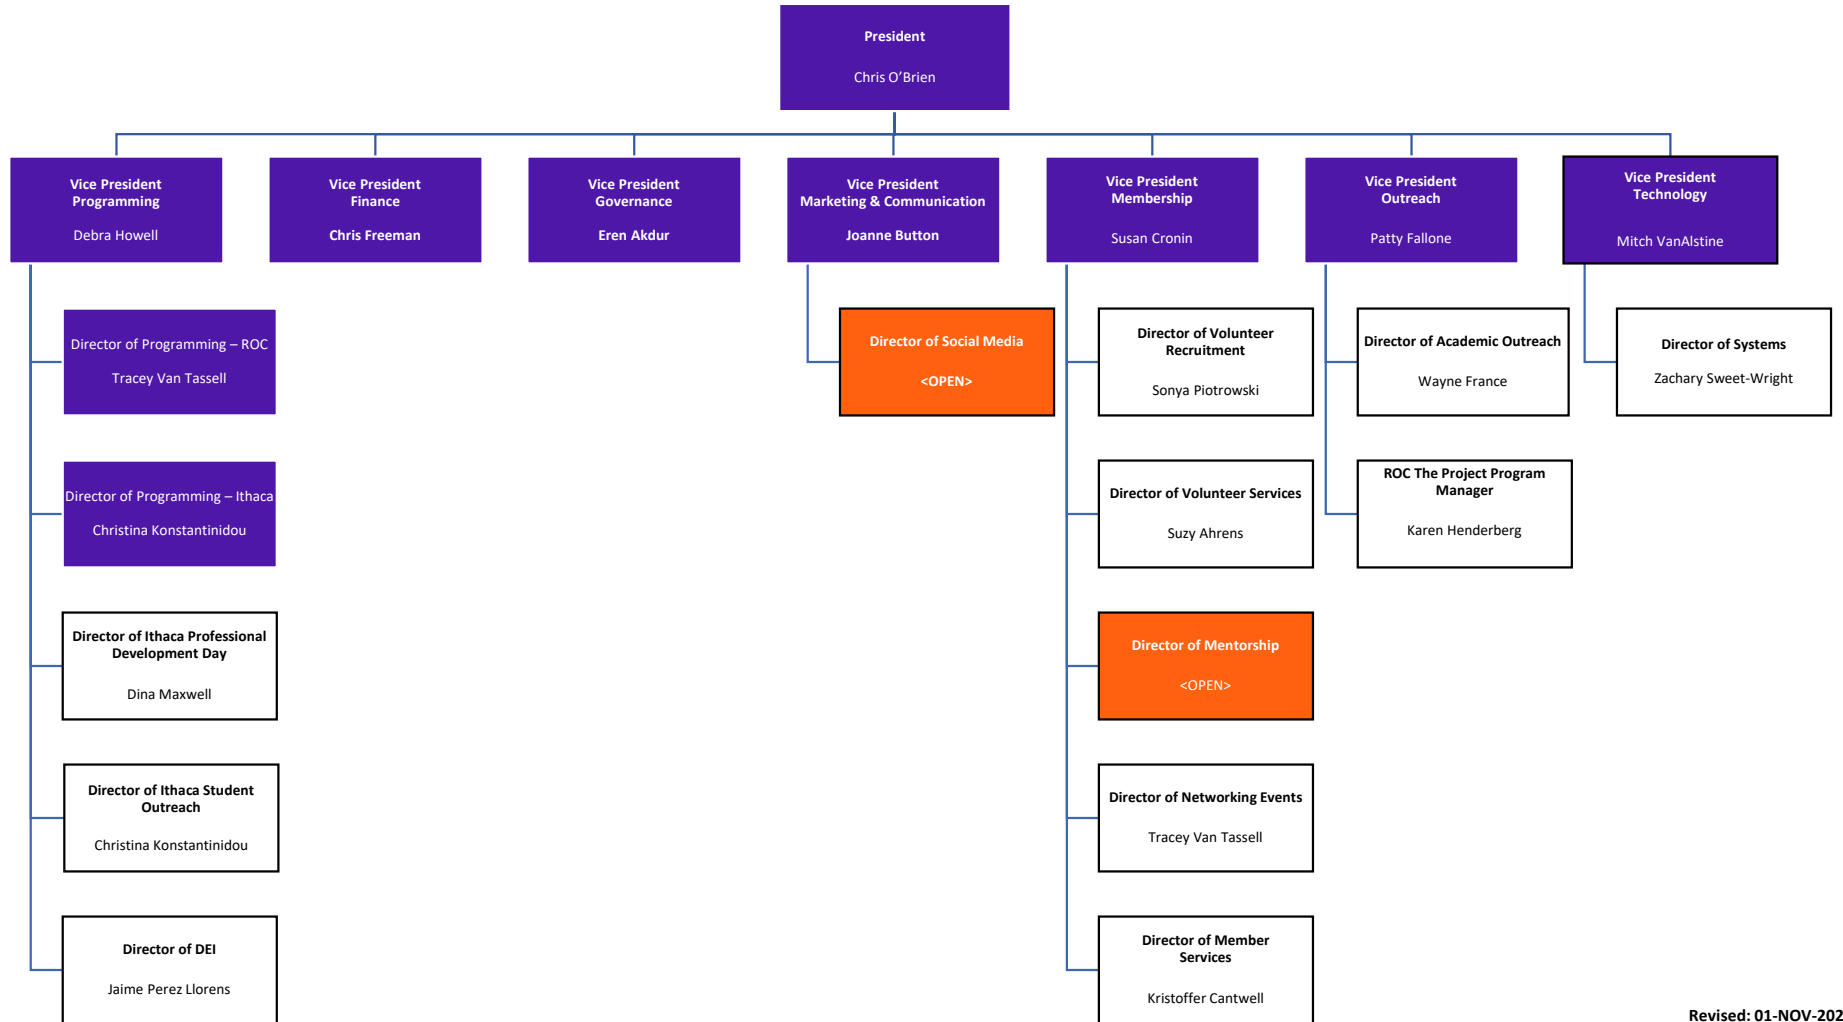 President
Chris O’Brien
Vice President
Programming
Debra Howell
Vice President
Finance
Chris Freeman
Vice President
Governance
Eren Akdur
Vice President
Marketing & Communication
Joanne Button
Vice President
Membership
Susan Cronin
Vice President
Outreach
Patty Fallone
Vice President
Technology
Mitch VanAlstine
Director of Programming – ROC
Tracey Van Tassell
Director of Social Media
<OPEN>
Director of Volunteer
Recruitment
Sonya Piotrowski
Director of Academic Outreach
Wayne France
Director of Systems
Zachary Sweet-Wright
Director of Programming – Ithaca
Christina Konstantinidou
Director of Volunteer Services
Suzy Ahrens
ROC The Project Program
Manager
Karen Henderberg
Director of Ithaca Professional
Development Day
Dina Maxwell
Director of Mentorship
<OPEN>
Director of Ithaca Student
Outreach
Christina Konstantinidou
Director of Networking Events
Tracey Van Tassell
Director of DEI
Jaime Perez Llorens
Director of Member
Services
Kristoffer Cantwell
Revised: 01-NOV-202